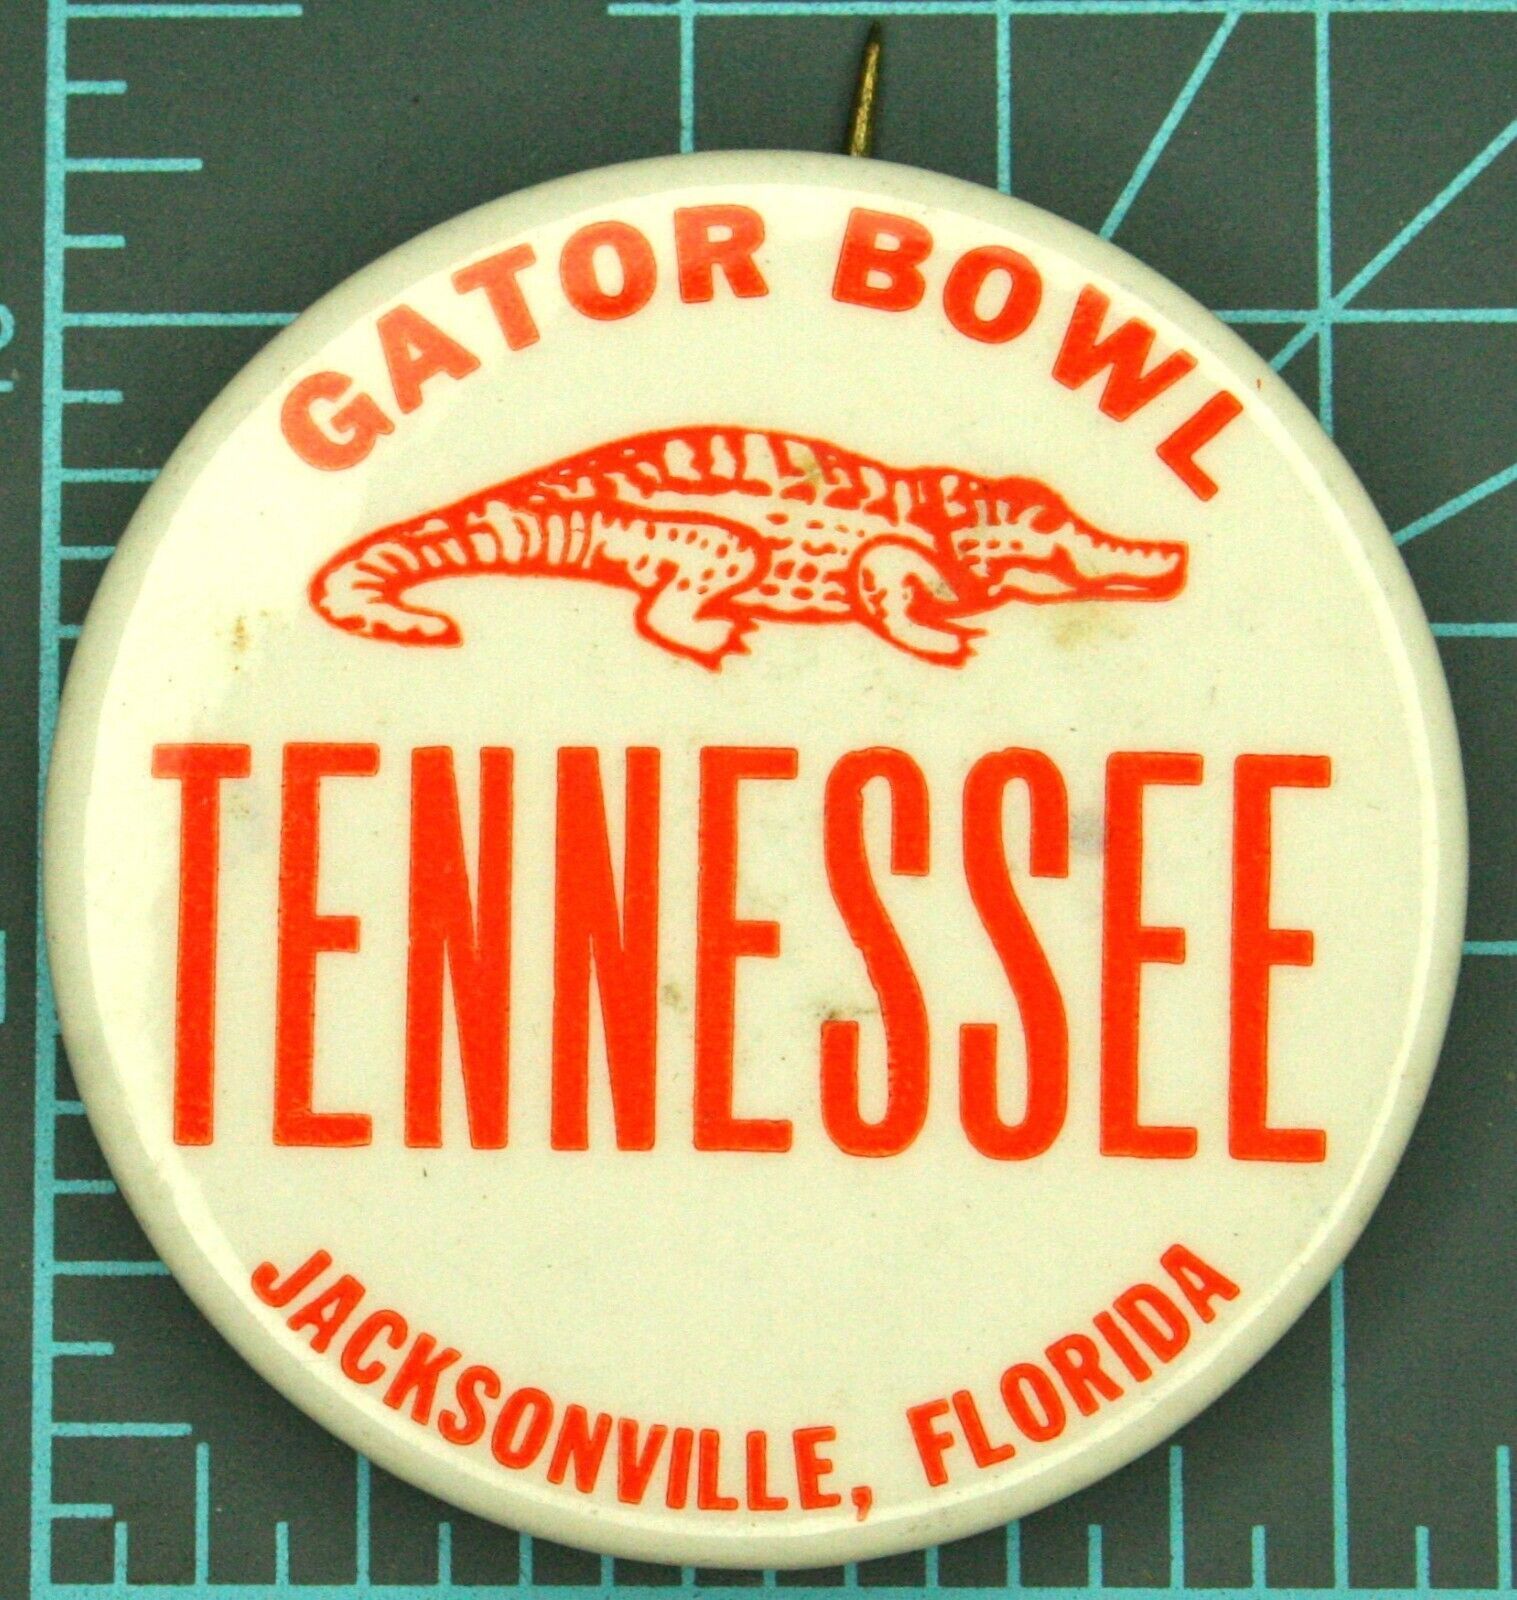 GATOR BOWL
TENNESSEE
JACKSONVILLE, FLORIDA